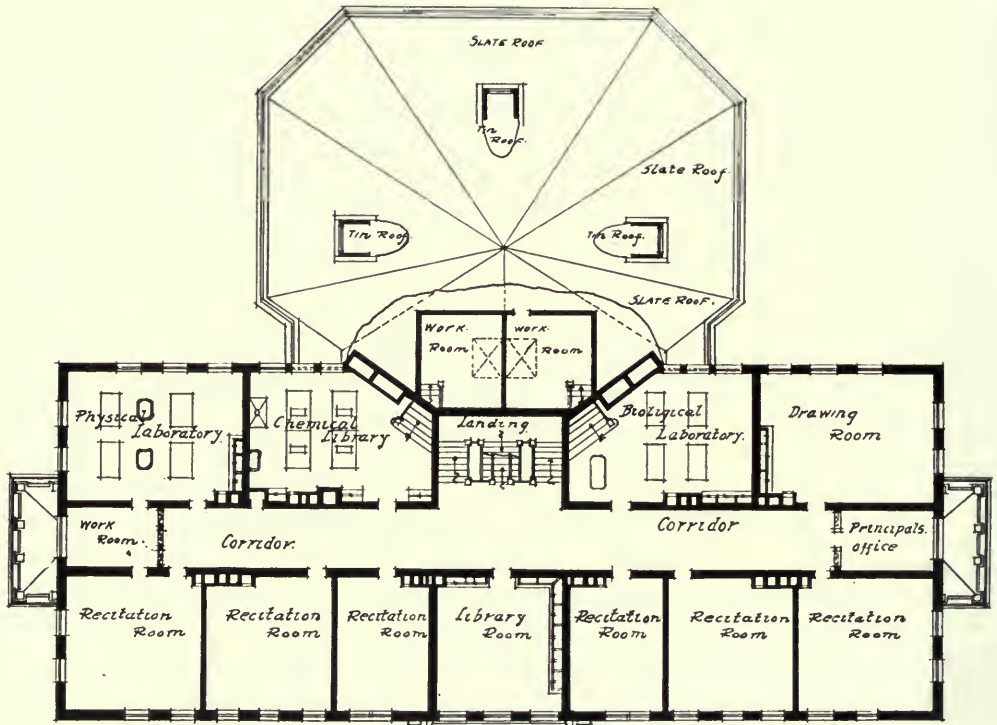 SLATE ROOF
Tin
Roof.
Slate Roof.
Tin Roof.
Tin Roof.
SLATE ROOF.
Work.
Room
Work
Room
Physical
Laboratory.
Chemical
Library
Landing.
Biological
Laboratory.
Drawing
Room
Work
Room.
Corridor.
Corridor
Principals.
office
Recitation
Room
Recitation
Room
Recitation
Room
Library
Room
Recitation
Room
Recitation
Room
Recitation
Room